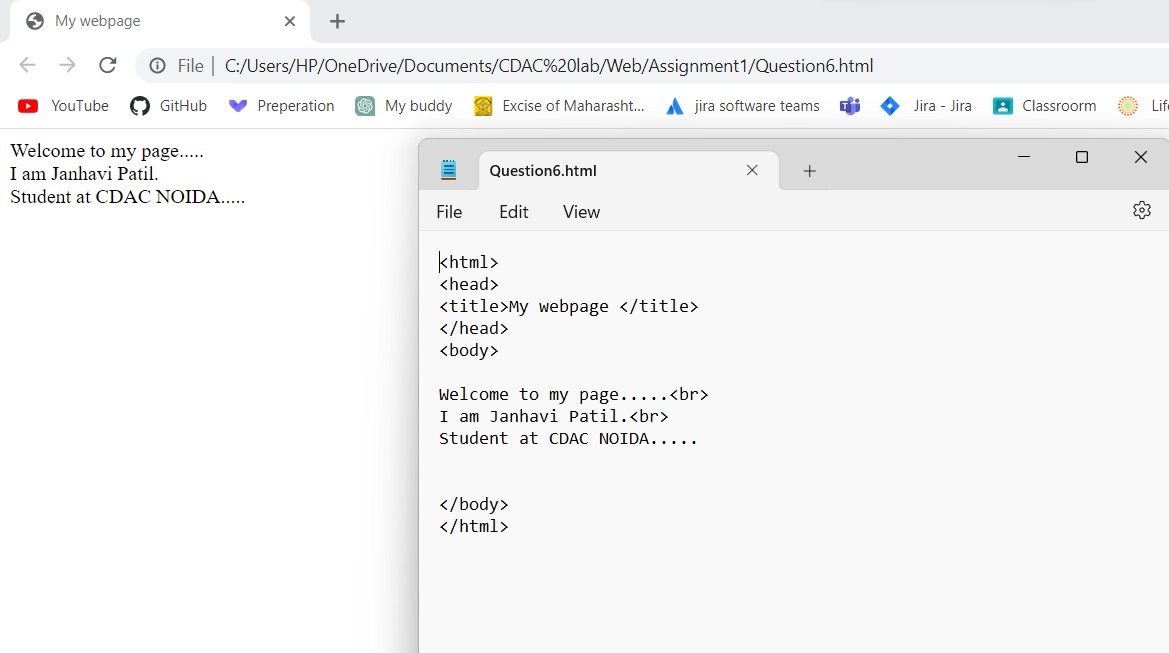 My webpage
File | C:/Users/HP/OneDrive/Documents/CDAC%20lab/Web/Assignment1/Question6.html
YouTube GitHub Preperation My buddy Excise of Maharasht... jira software teams Jira - Jira Classroorm Life
Welcome to my page.....
I am Janhavi Patil.
Student at CDAC NOIDA.....
Question6.html
File Edit View
<html>
<head>
<title>My webpage </title>
</head>
<body>
Welcome to my page.....<br>
I am Janhavi Patil.<br>
Student at CDAC NOIDA.....
</body>
</html>